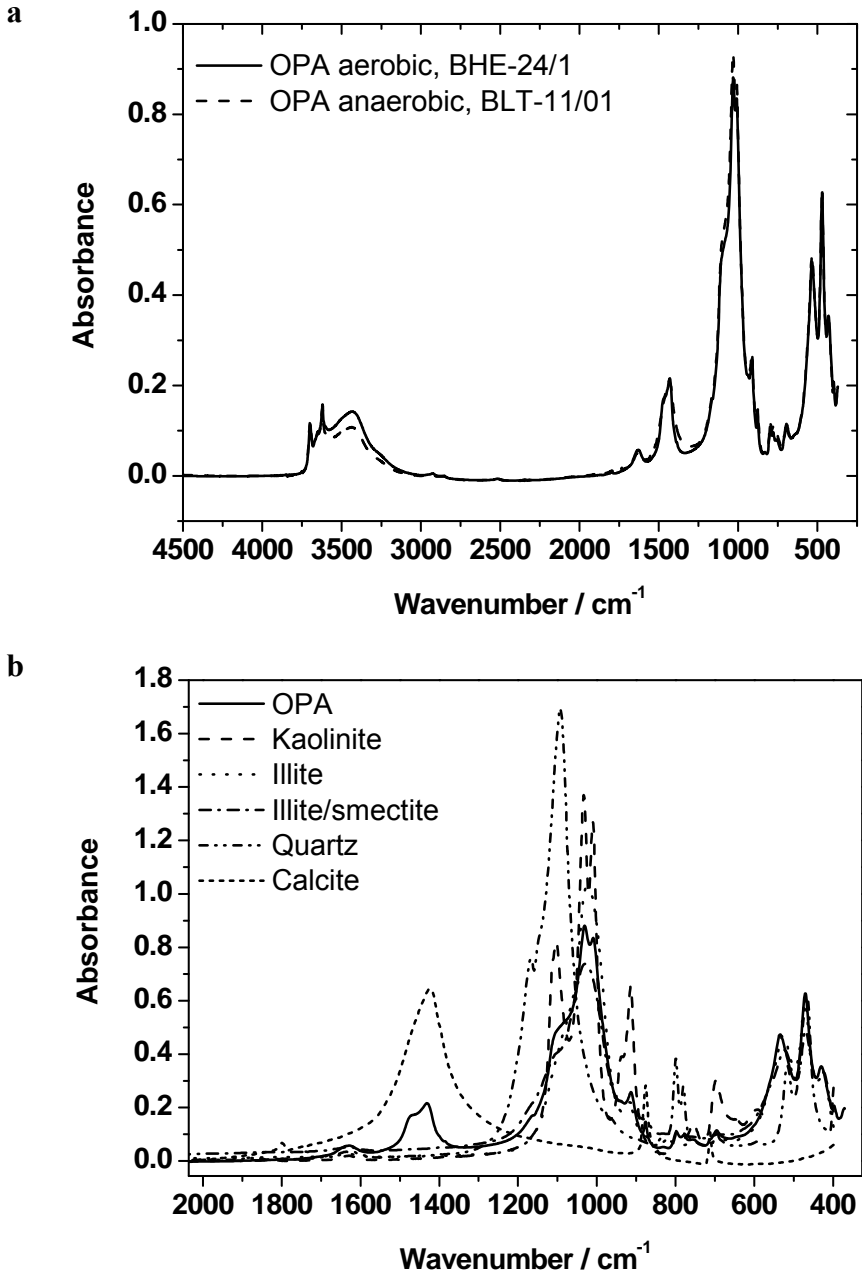 a
1.0
0.8
0.6
0.4
0.2
0.0
Absorbance
OPA aerobic, BHE-24/1
OPA anaerobic, BLT-11/01
4500 4000 3500 3000 2500 2000 1500 1000 500
Wavenumber / cm-1
b
1.8
1.6
1.4
1.2
1.0
0.8
0.6
0.4
0.2
0.0
Absorbance
OPA
Kaolinite
Illite
Illite/smectite
Quartz
Calcite
2000 1800 1600 1400 1200 1000 800 600 400
Wavenumber / cm-1